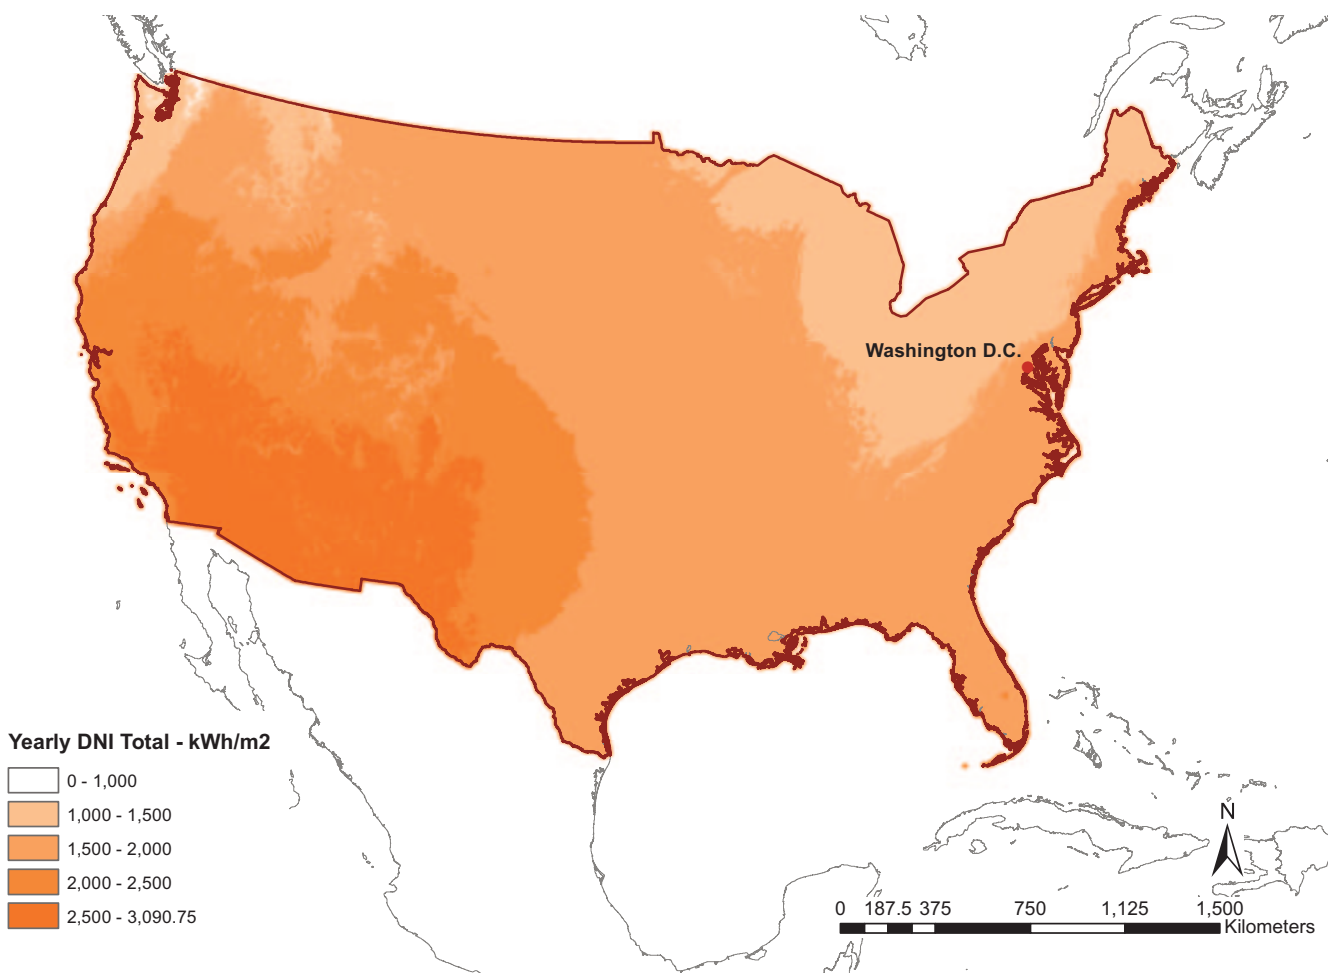 Washington D.C.
Yearly DNI Total - kWh/m2
0 - 1,000
1,000 - 1,500
1,500 - 2,000
2,000 - 2,500
2,500 - 3,090.75
N
0 187.5 375 750 1,125 1,500
Kilometers